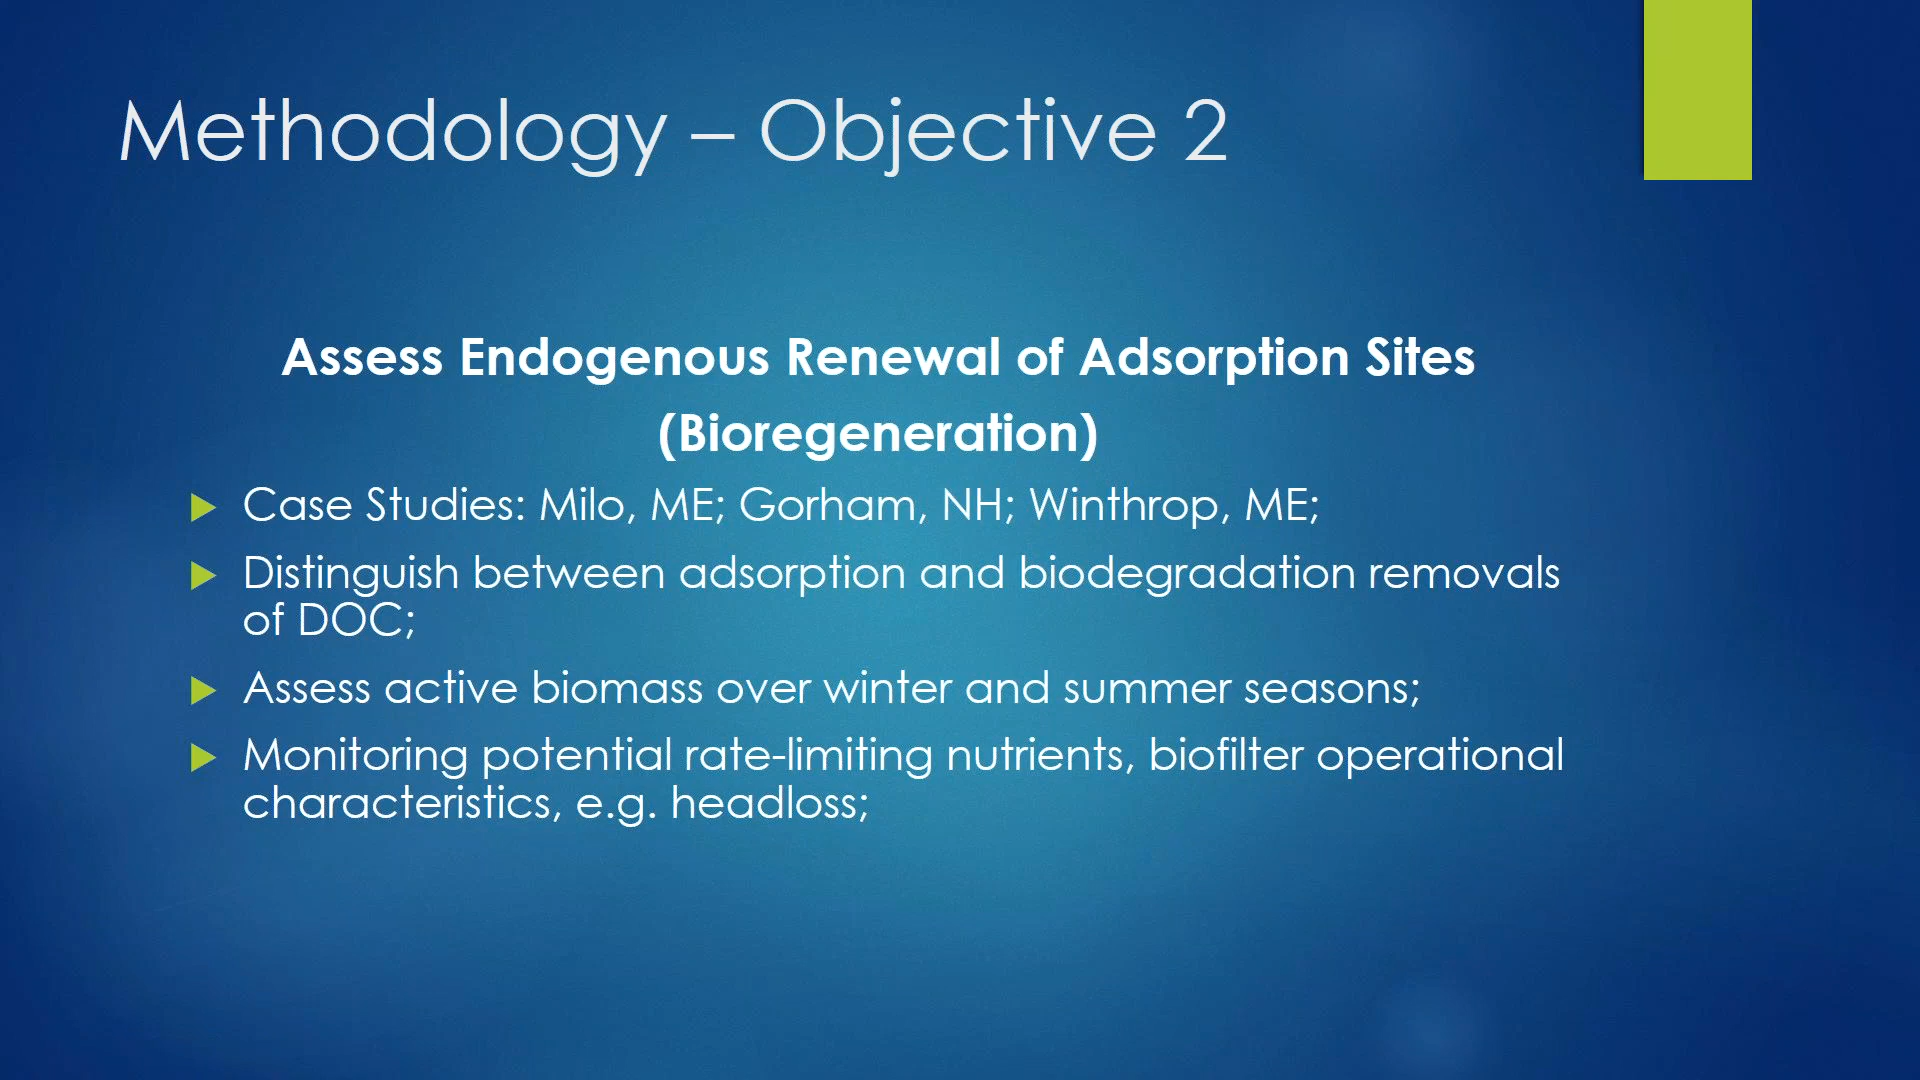 Methodology – Objective 2
Assess Endogenous Renewal of Adsorption Sites
(Bioregeneration)
Case Studies: Milo, ME; Gorham, NH; Winthrop, ME;
Distinguish between adsorption and biodegradation removals
of DOC;
Assess active biomass over winter and summer seasons;
Monitoring potential rate-limiting nutrients, biofilter operational
characteristics, e.g. headloss;